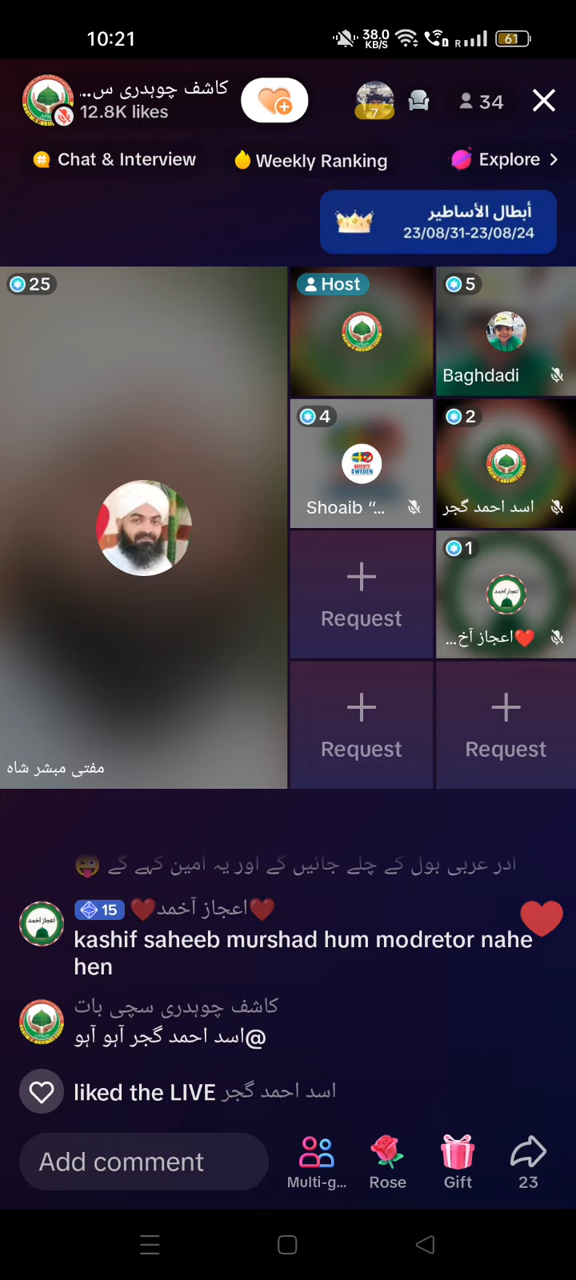 10:21
38.0
KB/S
R
61
کاشف چوہدری س...
12.8K likes
7
34
Chat & Interview
Weekly Ranking
Explore
أبطال الأساطير
23/08/31-23/08/24
25
Host
5
Baghdadi
4
Shoaib “...
2
اسد احمد گجر
Request
1
❤️اعجاز آخ...
Request
Request
مفتی مبشر شاہ
ادر عربی بول کے چلے جائیں گے اور یہ امین کہے گے 😜
15
❤️اعجاز آخمد❤️
kashif saheeb murshad hum modretor nahe
hen
کاشف چوہدری سچی بات
@اسد احمد گجر آہو آہو
liked the LIVE اسد احمد گجر
Add comment
Multi-g...
Rose
Gift
23